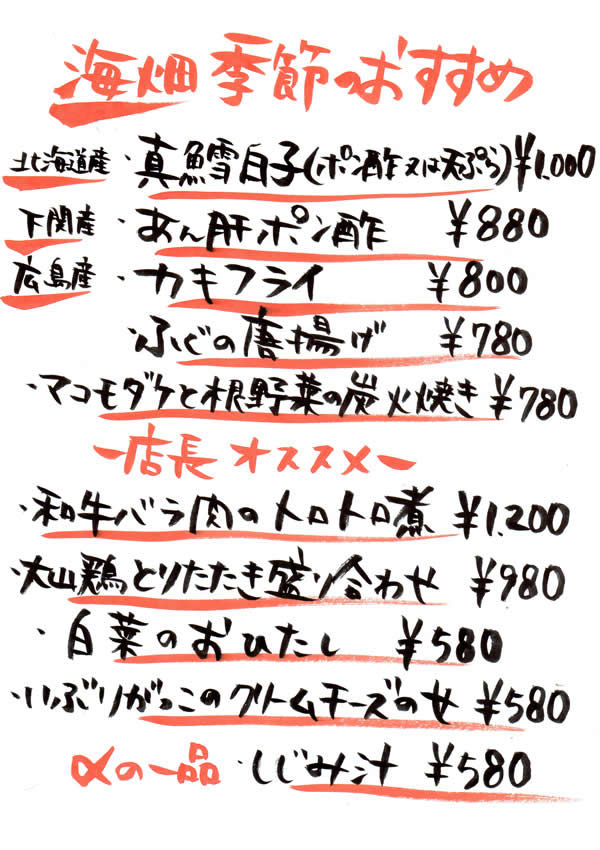 海畑 季節のおすすめ
北海道産・真鱈白子(ポン酢又は天ぷら)¥1,000
下関産・あん肝ポン酢 ¥880
広島産・カキフライ ¥800
・ふぐの唐揚げ ¥780
・マコモダケと根野菜の炭火焼き ¥780
ー店長オススメー
・和牛バラ肉のトロトロ煮 ¥1,200
・大山鶏とりたたき盛り合わせ ¥980
・白菜のおひたし ¥580
・いぶりがっこのクリームチーズの女 ¥580
αの一品・しじみ汁 ¥580